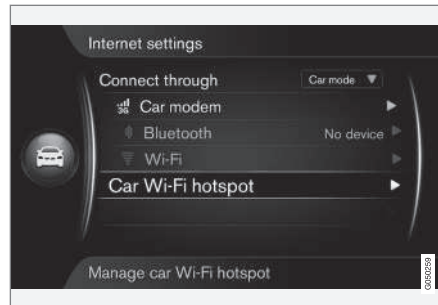 Internet settings
Connect through Car mode
3G Car modem
Bluetooth No device
Wi-Fi
Car Wi-Fi hotspot
Manage car Wi-Fi hotspot
G050259